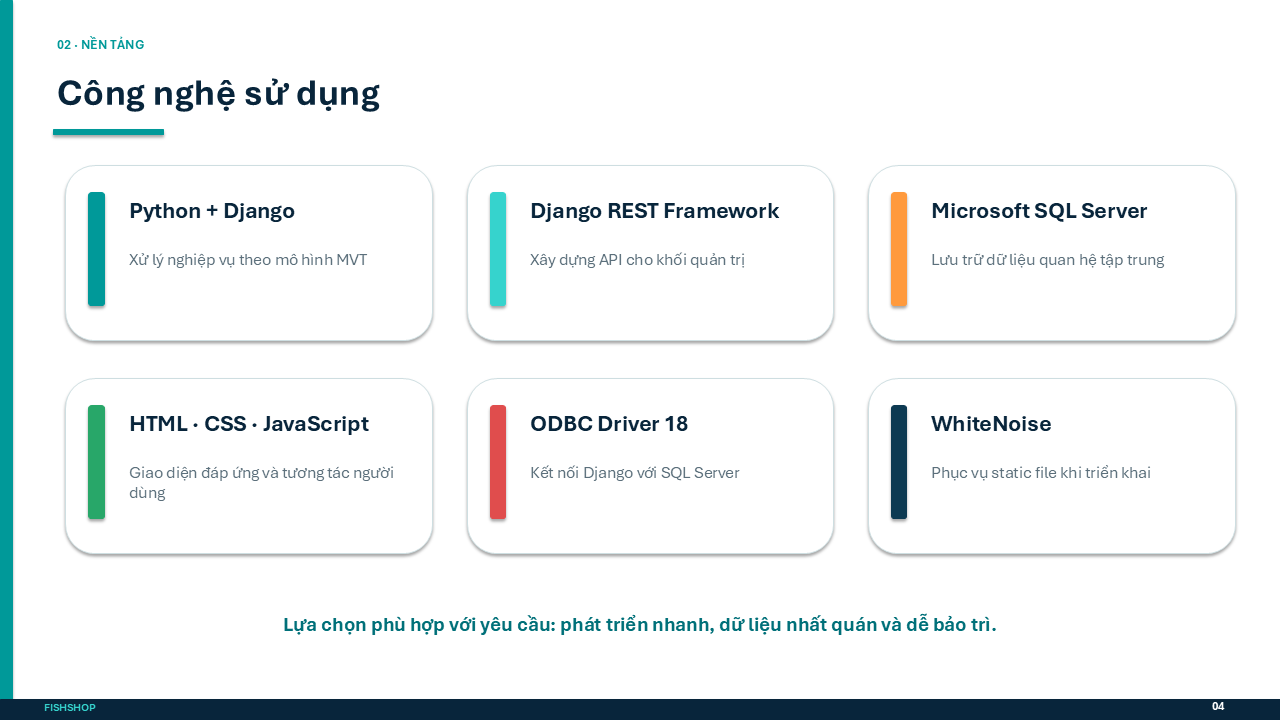 02 · NỀN TẢNG
Công nghệ sử dụng
Python + Django
Xử lý nghiệp vụ theo mô hình MVT
Django REST Framework
Xây dựng API cho khối quản trị
Microsoft SQL Server
Lưu trữ dữ liệu quan hệ tập trung
HTML · CSS · JavaScript
Giao diện đáp ứng và tương tác người
dùng
ODBC Driver 18
Kết nối Django với SQL Server
WhiteNoise
Phục vụ static file khi triển khai
Lựa chọn phù hợp với yêu cầu: phát triển nhanh, dữ liệu nhất quán và dễ bảo trì.
FISHSHOP
04